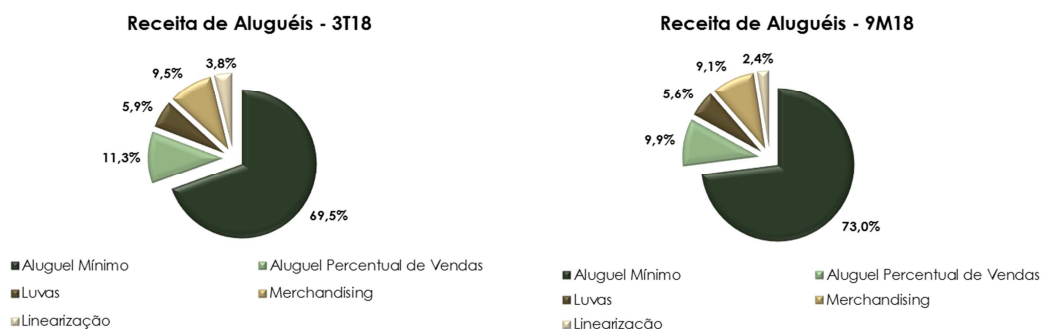 Receita de Aluguéis - 3T18
3,8%
9,5%
5,9%
11,3%
69,5%
Aluguel Mínimo
Aluguel Percentual de Vendas
Luvas
Merchandising
Linearização
Receita de Aluguéis - 9M18
2,4%
9,1%
5,6%
9,9%
73,0%
Aluguel Mínimo
Aluguel Percentual de Vendas
Luvas
Merchandising
Linearização